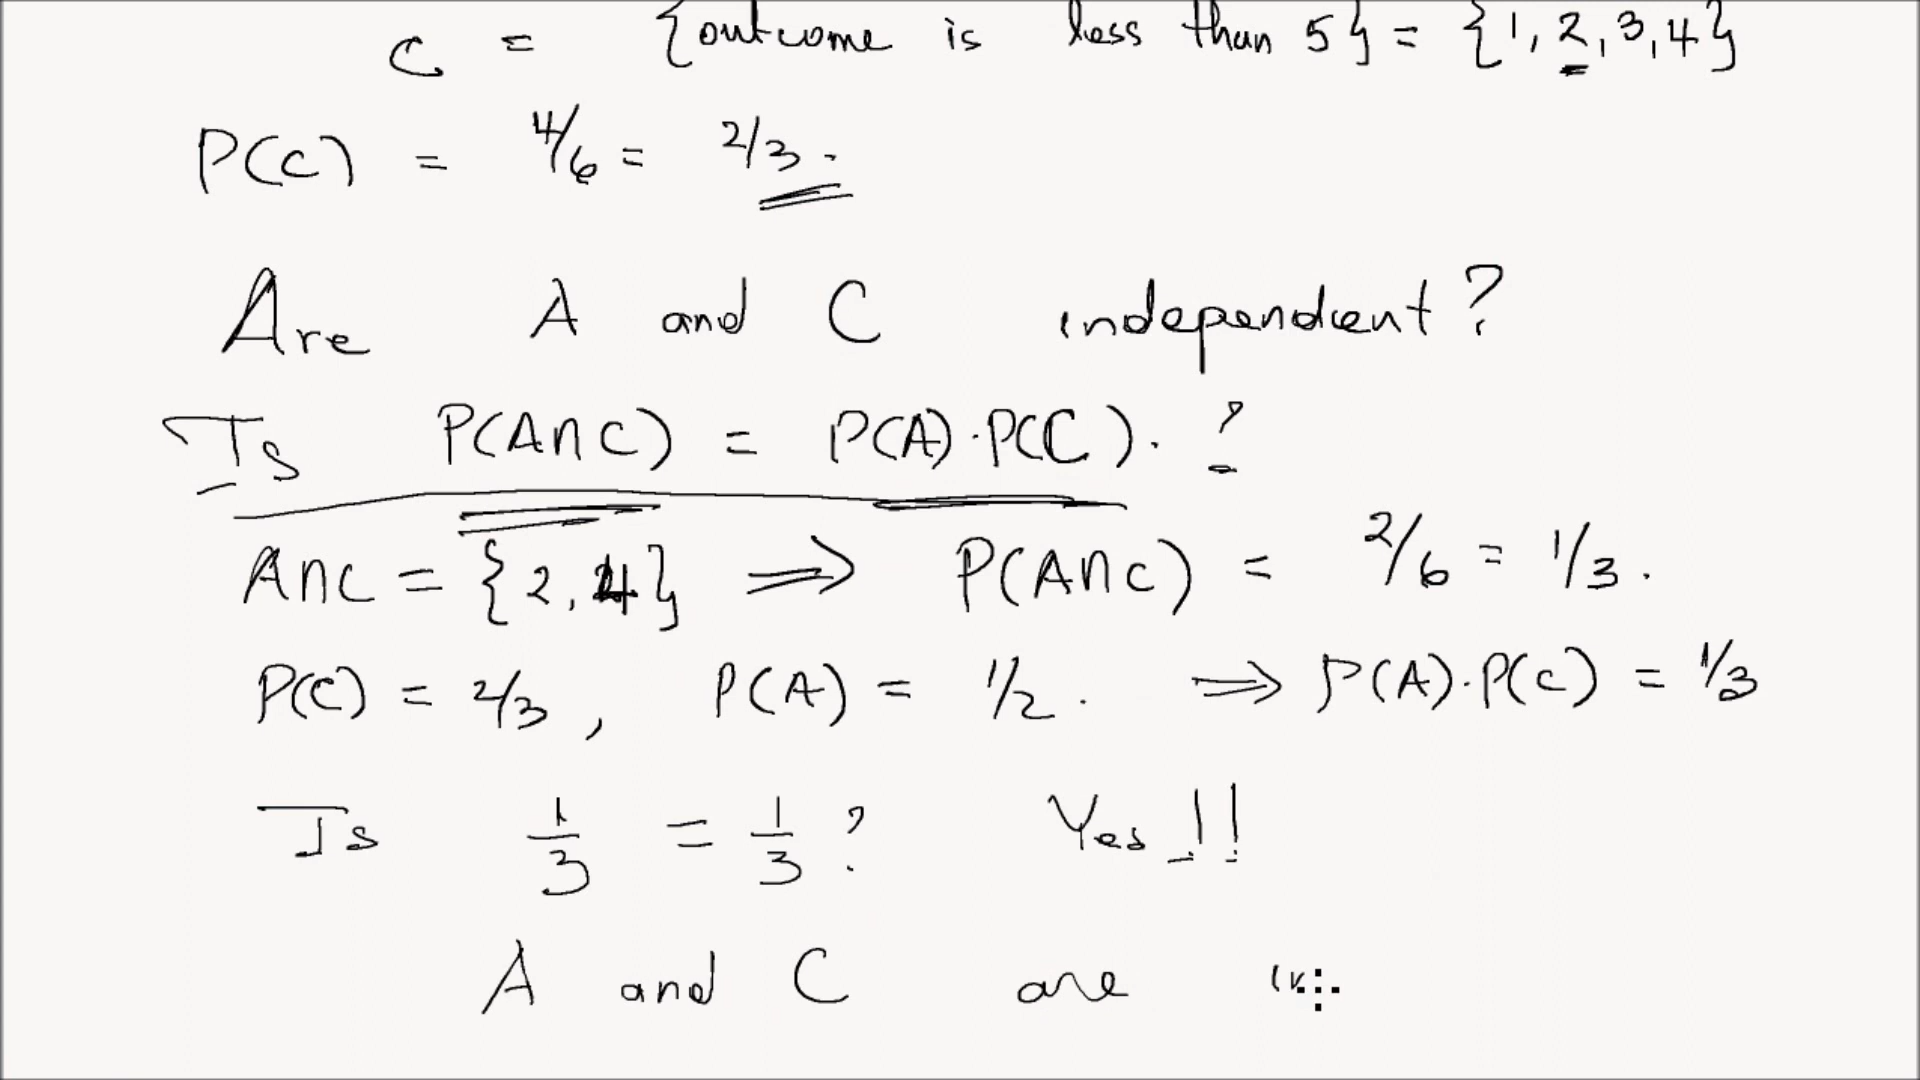 C = {outcome is less than 5} = {1, 2, 3, 4}
P(C) = 4/6 = 2/3.
Are A and C independent?
Is P(A∩C) = P(A)·P(C). ?
A∩C = {2, 4} ⟹ P(A∩C) = 2/6 = 1/3.
P(C) = 2/3, P(A) = 1/2. ⟹ P(A)·P(C) = 1/3
Is 1/3 = 1/3 ? Yes!!
A and C are